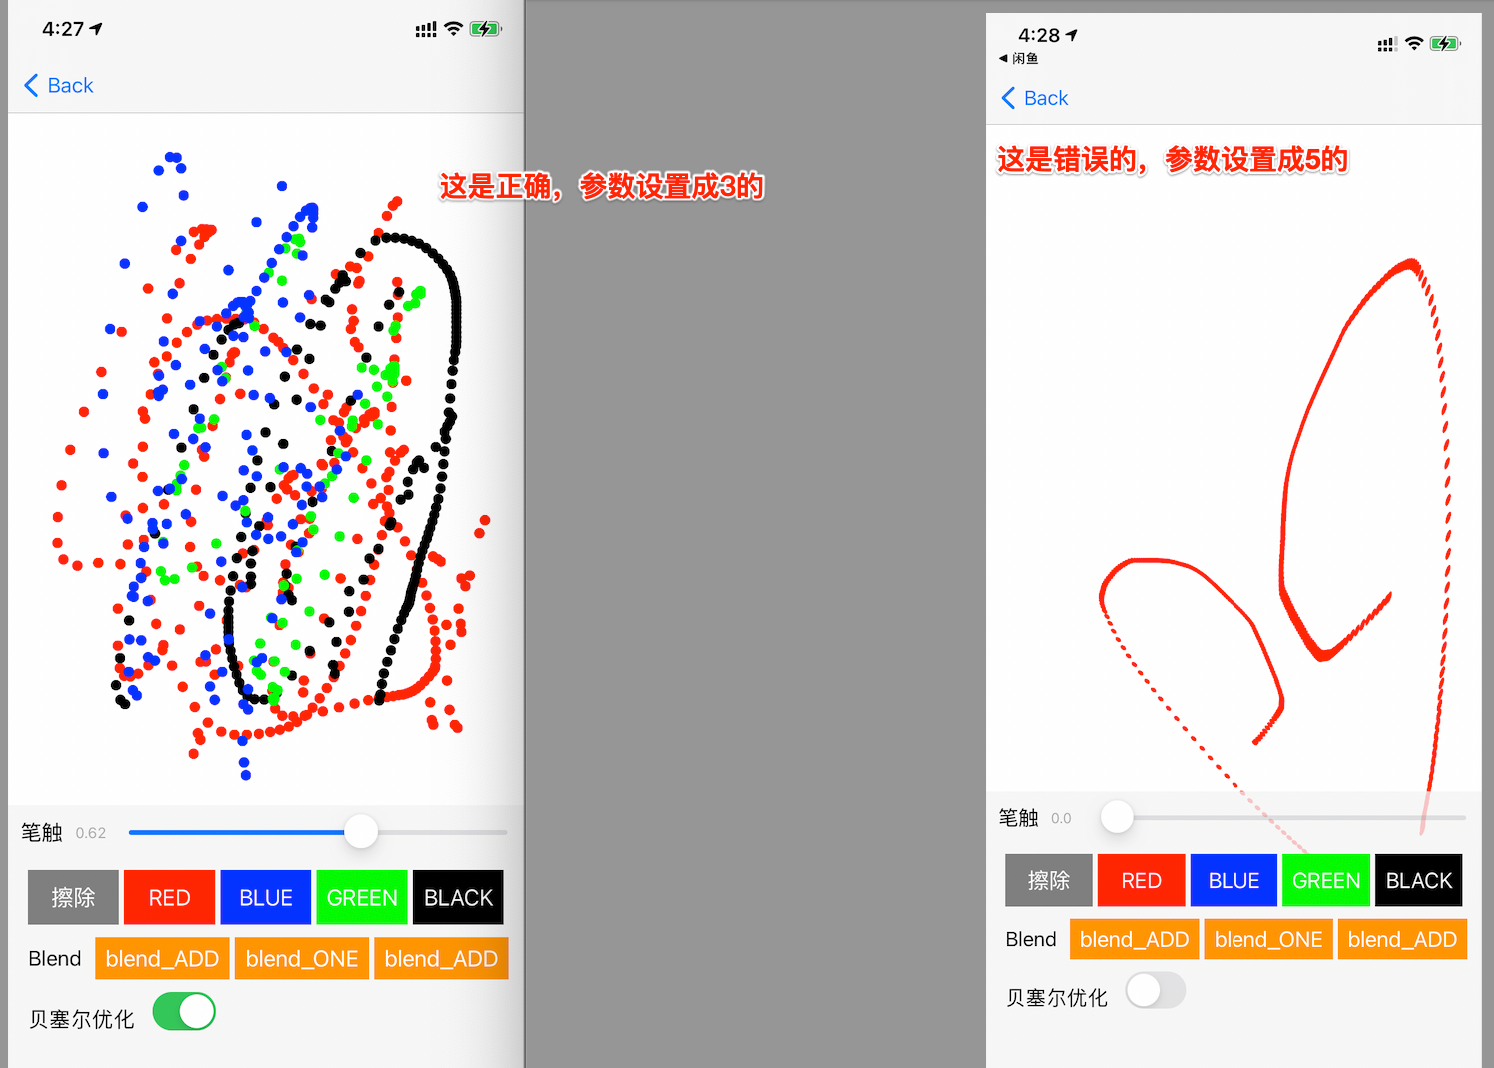 4:27
Back
这是正确，参数设置成3的
笔触 0.62
擦除 RED BLUE GREEN BLACK
Blend blend_ADD blend_ONE blend_ADD
贝塞尔优化
4:28
闲鱼
Back
这是错误的，参数设置成5的
笔触 0.0
擦除 RED BLUE GREEN BLACK
Blend blend_ADD blend_ONE blend_ADD
贝塞尔优化